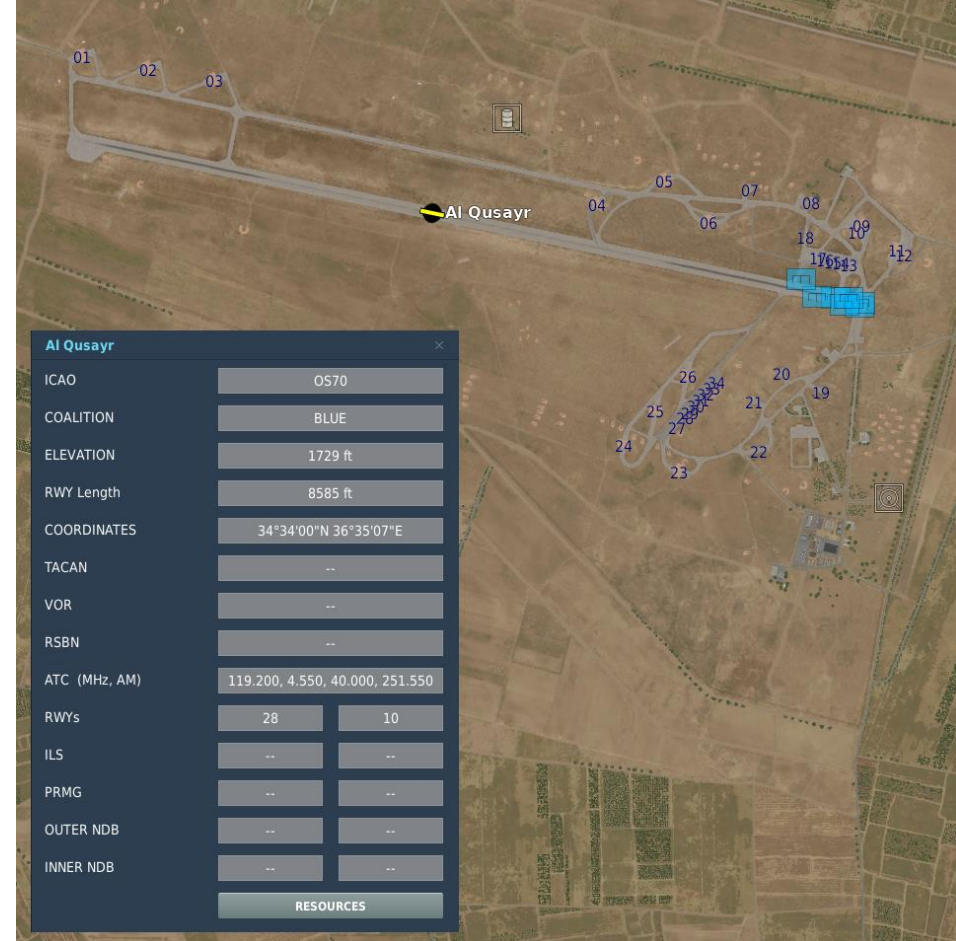 01
02
03
05
07
04
06
08
Al Qusayr
09
10
18
11
12
13
26
34
20
19
25
21
27
24
22
23
Al Qusayr ×
ICAO OS70
COALITION BLUE
ELEVATION 1729 ft
RWY Length 8585 ft
COORDINATES 34°34'00"N 36°35'07"E
TACAN --
VOR --
RSBN --
ATC (MHz, AM) 119.200, 4.550, 40.000, 251.550
RWYs 28 10
ILS -- --
PRMG -- --
OUTER NDB -- --
INNER NDB -- --
RESOURCES